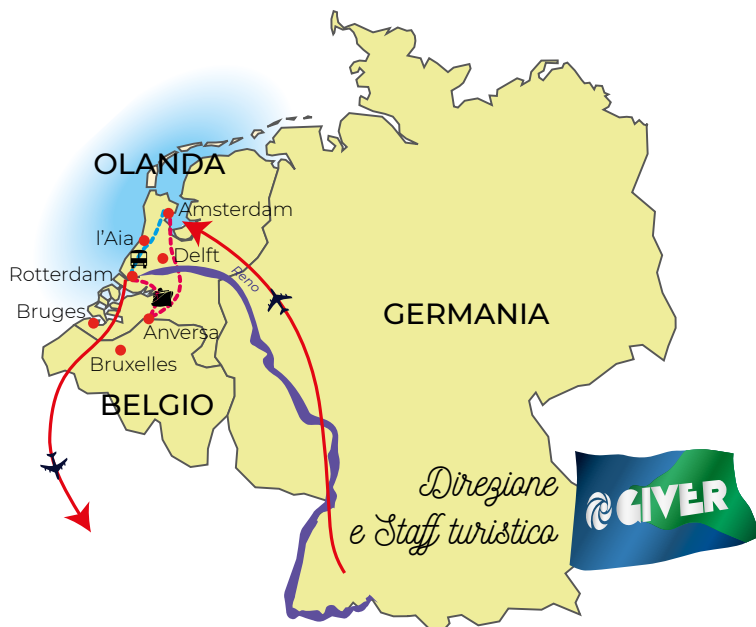 OLANDA
Amsterdam
l'Aia
Delft
Rotterdam
Reno
Bruges
GERMANIA
Anversa
Bruxelles
BELGIO
Direzione
e Staff turistico
GIVER